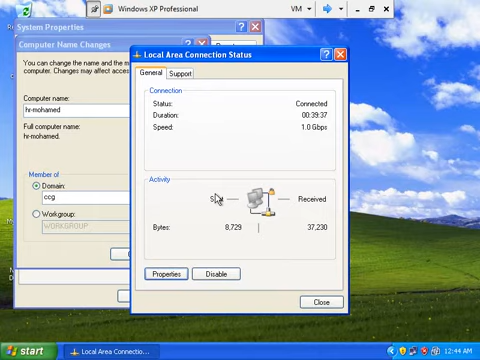 Windows XP Professional
VM
System Properties
Computer Name Changes
You can change the name and the m
computer. Changes may affect acces
Computer name:
hr-mohamed
Full computer name:
hr-mohamed.
Member of
Domain:
ccg
Workgroup:
WORKGROUP
Local Area Connection Status
General
Support
Connection
Status:
Connected
Duration:
00:39:37
Speed:
1.0 Gbps
Activity
Received
Bytes:
8,729
37,230
Properties
Disable
Close
start
Local Area Connectio...
12:44 AM